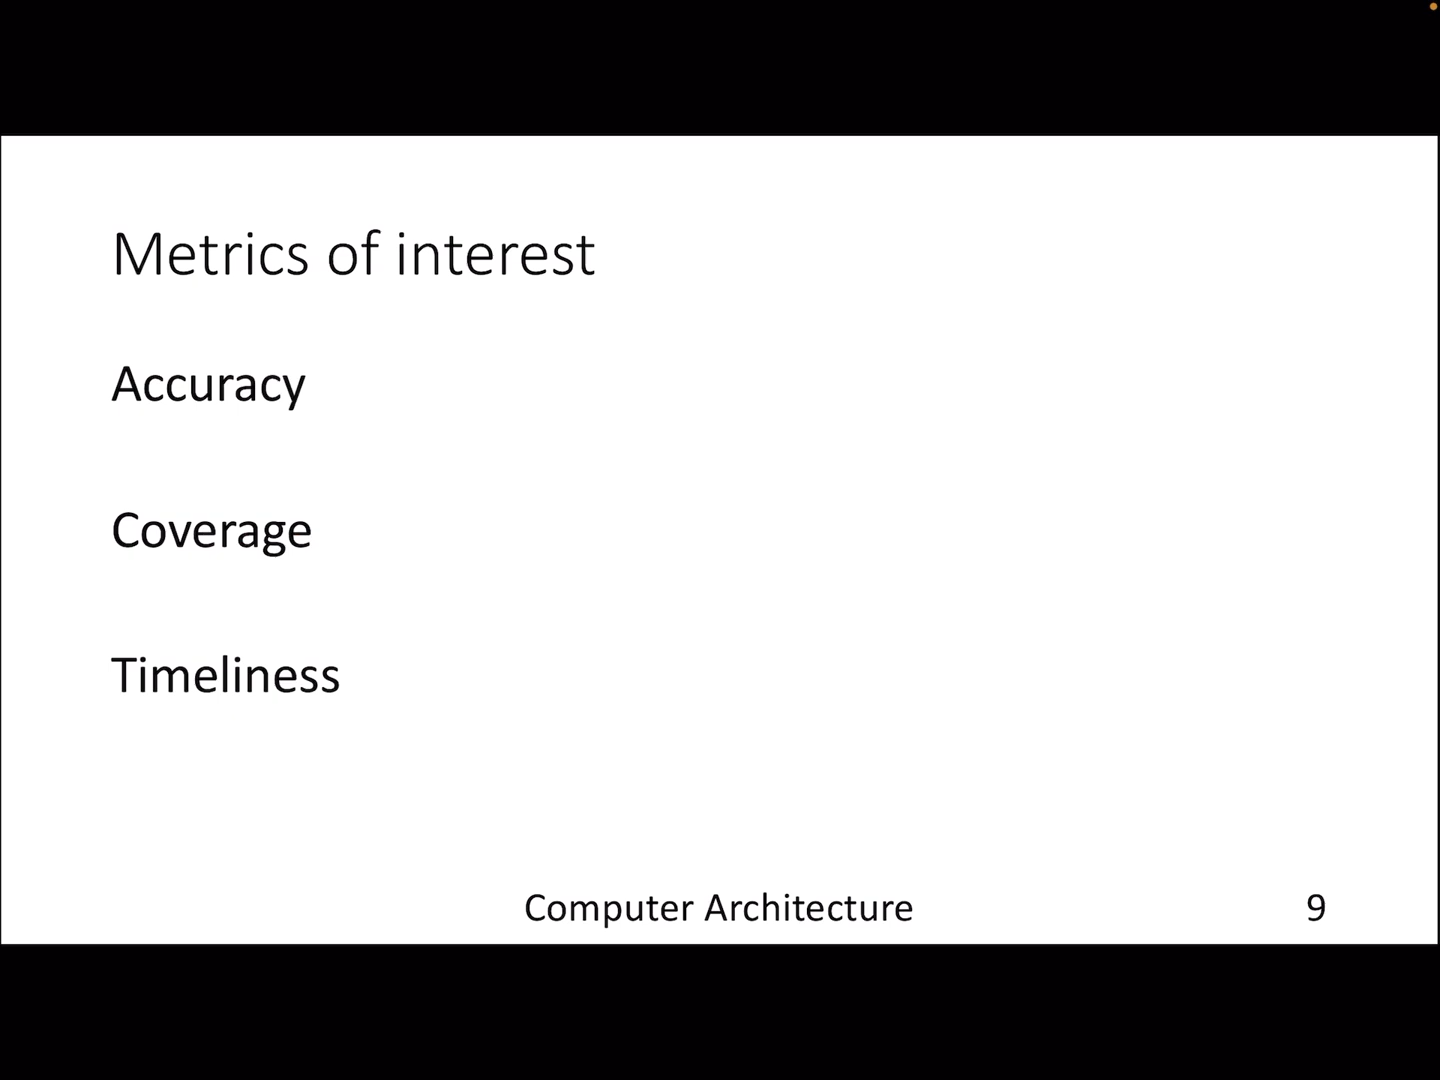 Metrics of interest
Accuracy
Coverage
Timeliness
Computer Architecture
9